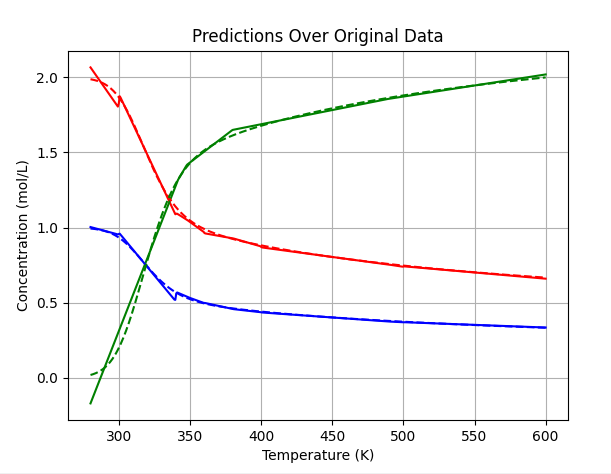 Predictions Over Original Data
Concentration (mol/L)
2.0
1.5
1.0
0.5
0.0
300 350 400 450 500 550 600
Temperature (K)